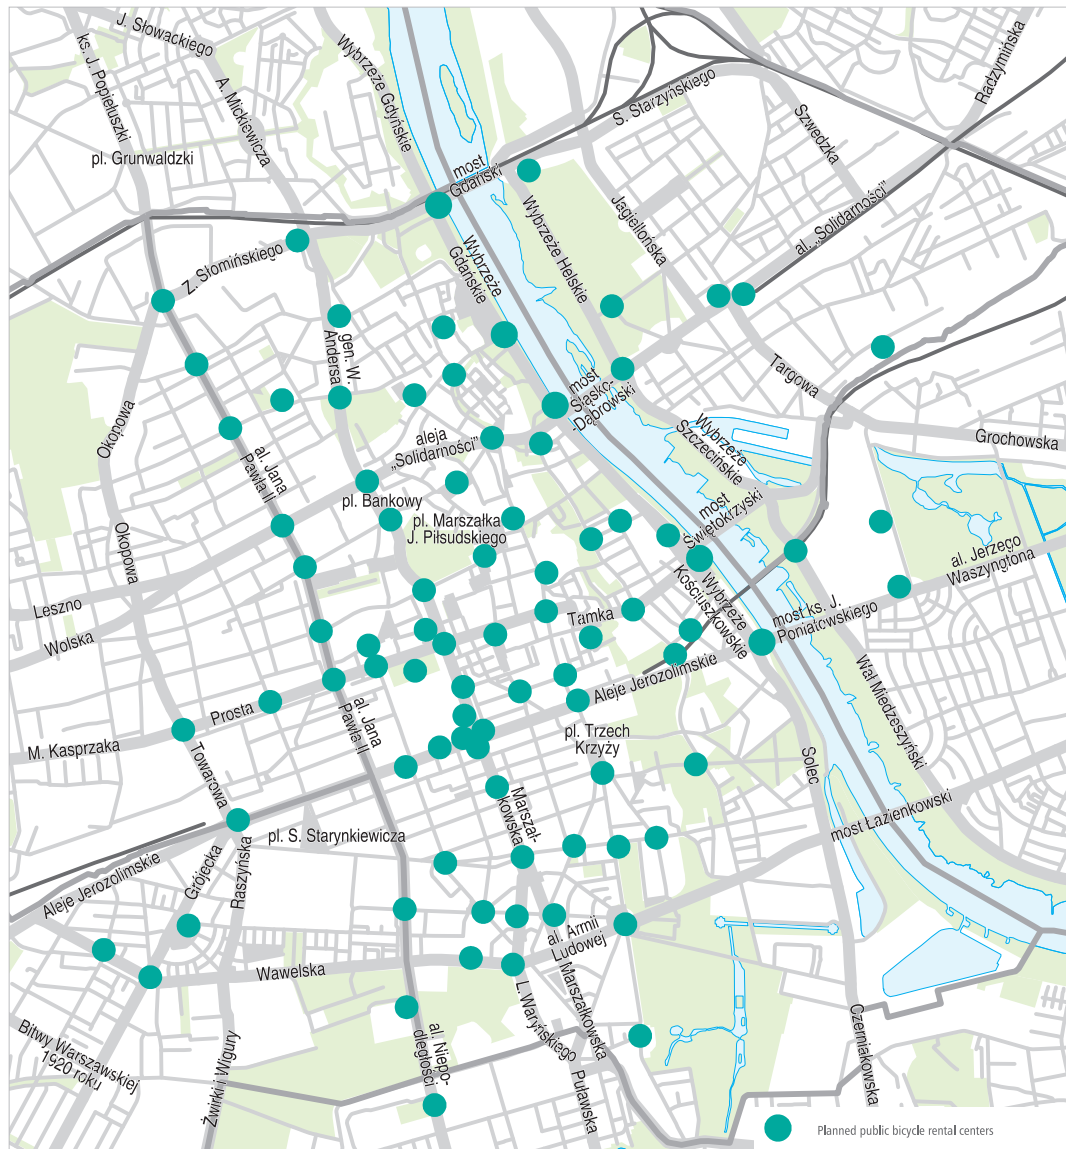 J. Słowackiego
ks. J. Popiełuszki
A. Mickiewicza
Wybrzeże Gdyńskie
S. Starzyńskiego
Szwedzka
Radzymińska
pl. Grunwaldzki
most
Gdański
Jagiellońska
al. „Solidarności”
Wybrzeże Helskie
Z. Słomińskiego
Wybrzeże
Gdańskie
gen. W.
Andersa
Targowa
most
Śląsko-
-Dąbrowski
Okopowa
al. Jana
Pawła II
aleja
„Solidarności”
Wybrzeże
Szczecińskie
Grochowska
pl. Bankowy
pl. Marszałka
J. Piłsudskiego
most
Świętokrzyski
Okopowa
al. Jerzego
Waszyngtona
Leszno
Wolska
Tamka
Wybrzeże
Kościuszkowskie
most ks. J.
Poniatowskiego
Aleje Jerozolimskie
Wał Miedzeszyński
Prosta
al. Jana
Pawła II
M. Kasprzaka
Towarowa
pl. Trzech
Krzyży
Solec
Marszał-
kowska
most Łazienkowski
pl. S. Starynkiewicza
Aleje Jerozolimskie
Grójecka
Raszyńska
al. Armii
Ludowej
Wawelska
L. Waryńskiego
Marszałkowska
Czerniakowska
Bitwy Warszawskiej
1920 roku
Żwirki i Wigury
al. Niepo-
dległości
Puławska
Planned public bicycle rental centers